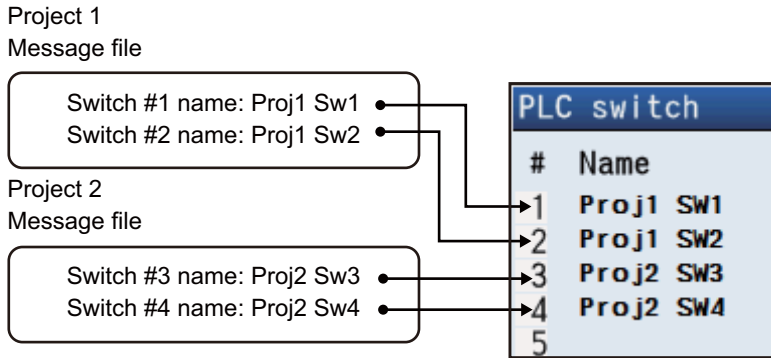 Project 1
Message file
Switch #1 name: Proj1 Sw1
Switch #2 name: Proj1 Sw2
Project 2
Message file
Switch #3 name: Proj2 Sw3
Switch #4 name: Proj2 Sw4
PLC switch
# Name
1 Proj1 SW1
2 Proj1 SW2
3 Proj2 SW3
4 Proj2 SW4
5